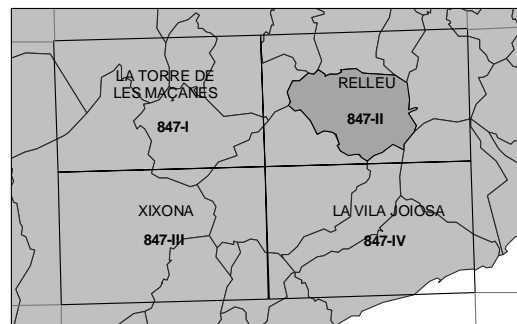 LA TORRE DE
LES MAÇANES
847-I
RELLEU
847-II
XIXONA
847-III
LA VILA JOIOSA
847-IV